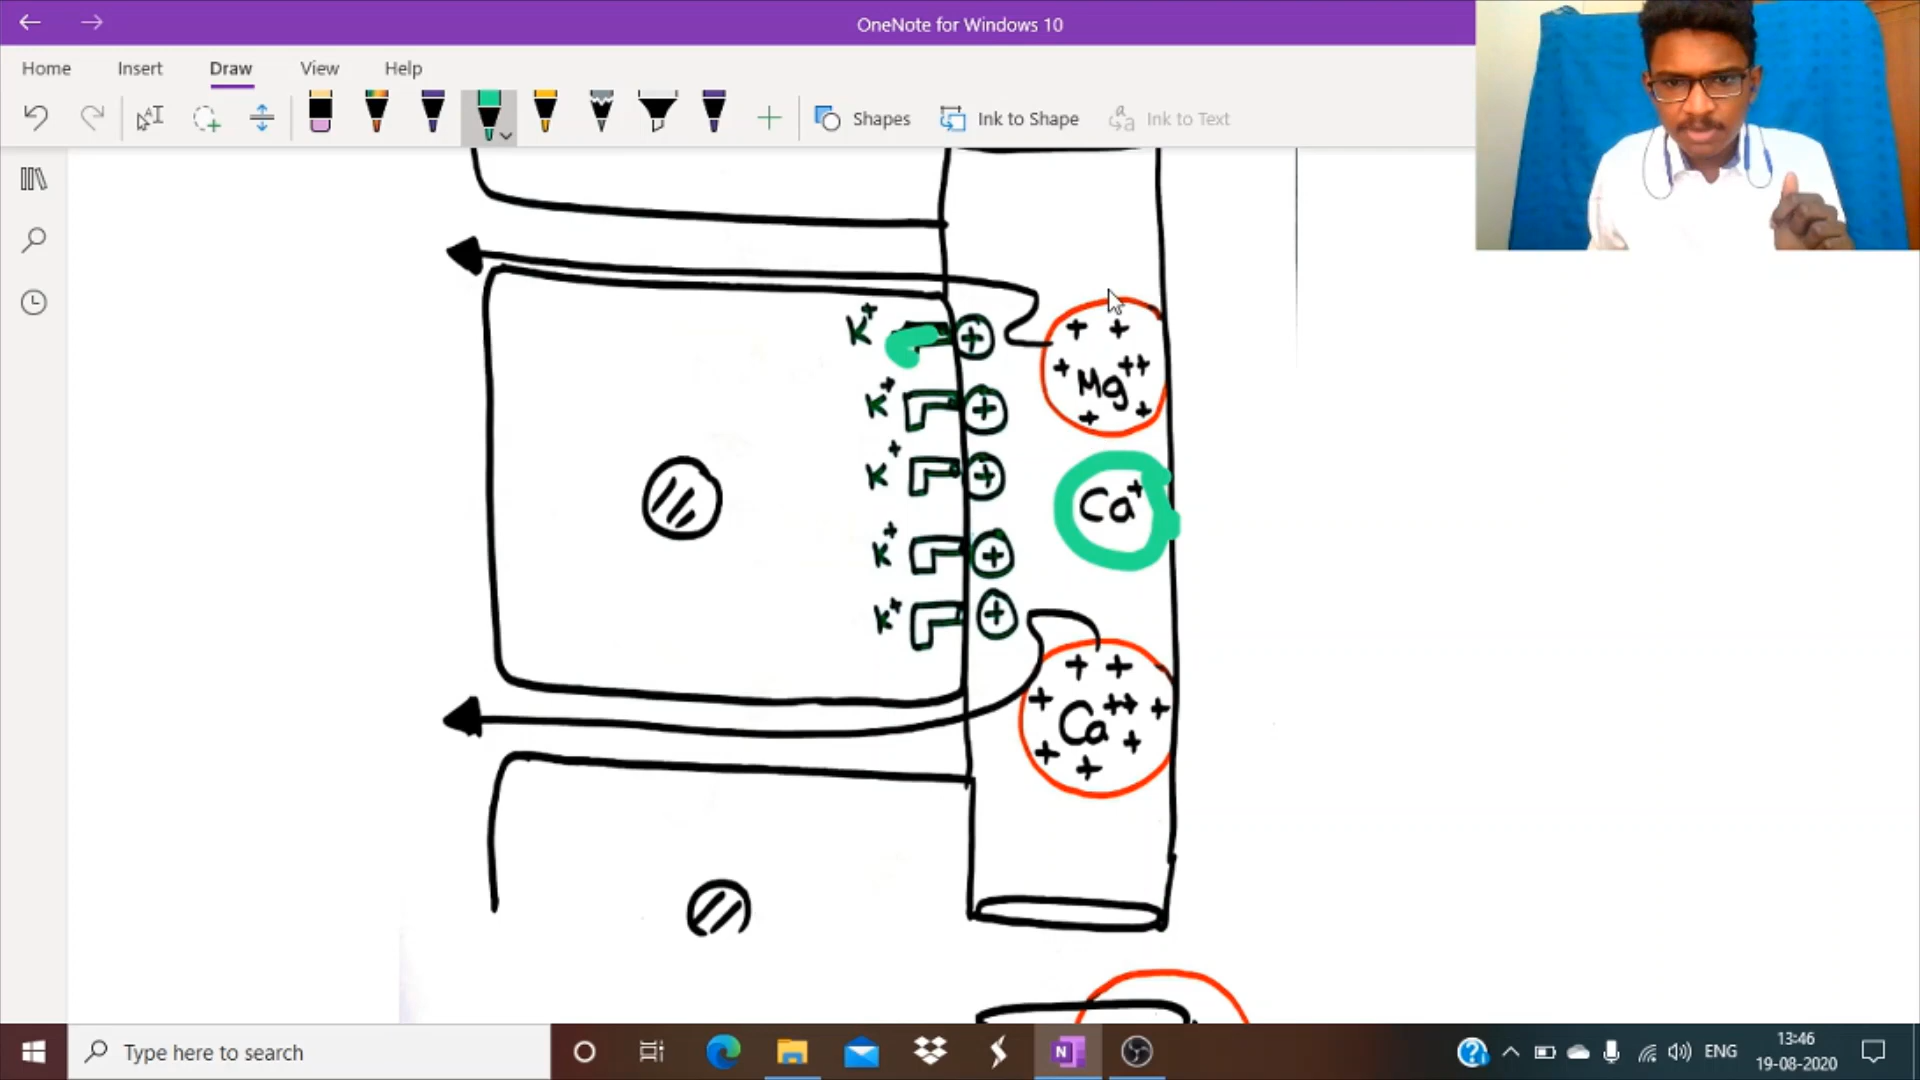 OneNote for Windows 10
Home Insert Draw View Help
Shapes Ink to Shape Ink to Text
K+ +
+ +
+ Mg++
+ +
K+ +
K+ +
Ca+
K+ +
K+ +
+ +
+ Ca++ +
+ +
+
Type here to search
N
ENG
13:46
19-08-2020